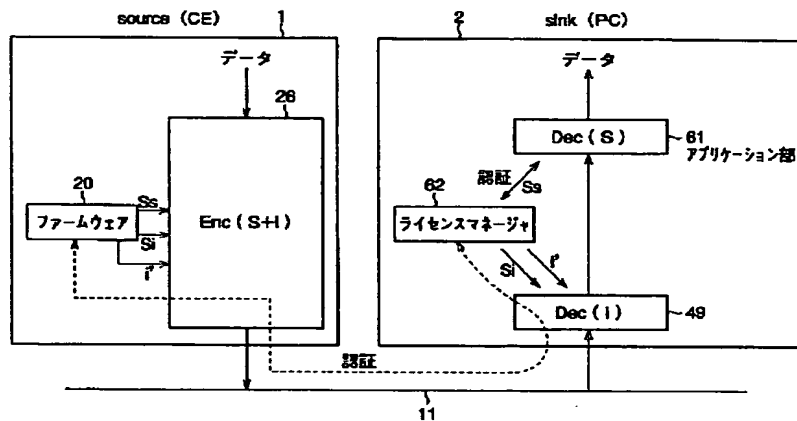 source (CE)
1
データ
26
20
ファームウェア
Ss
Si
i'
Enc (S+i)
sink (PC)
2
データ
Dec (S)
61
アプリケーション部
認証
Ss
62
ライセンスマネージャ
Si
i'
Dec (i)
49
認証
11